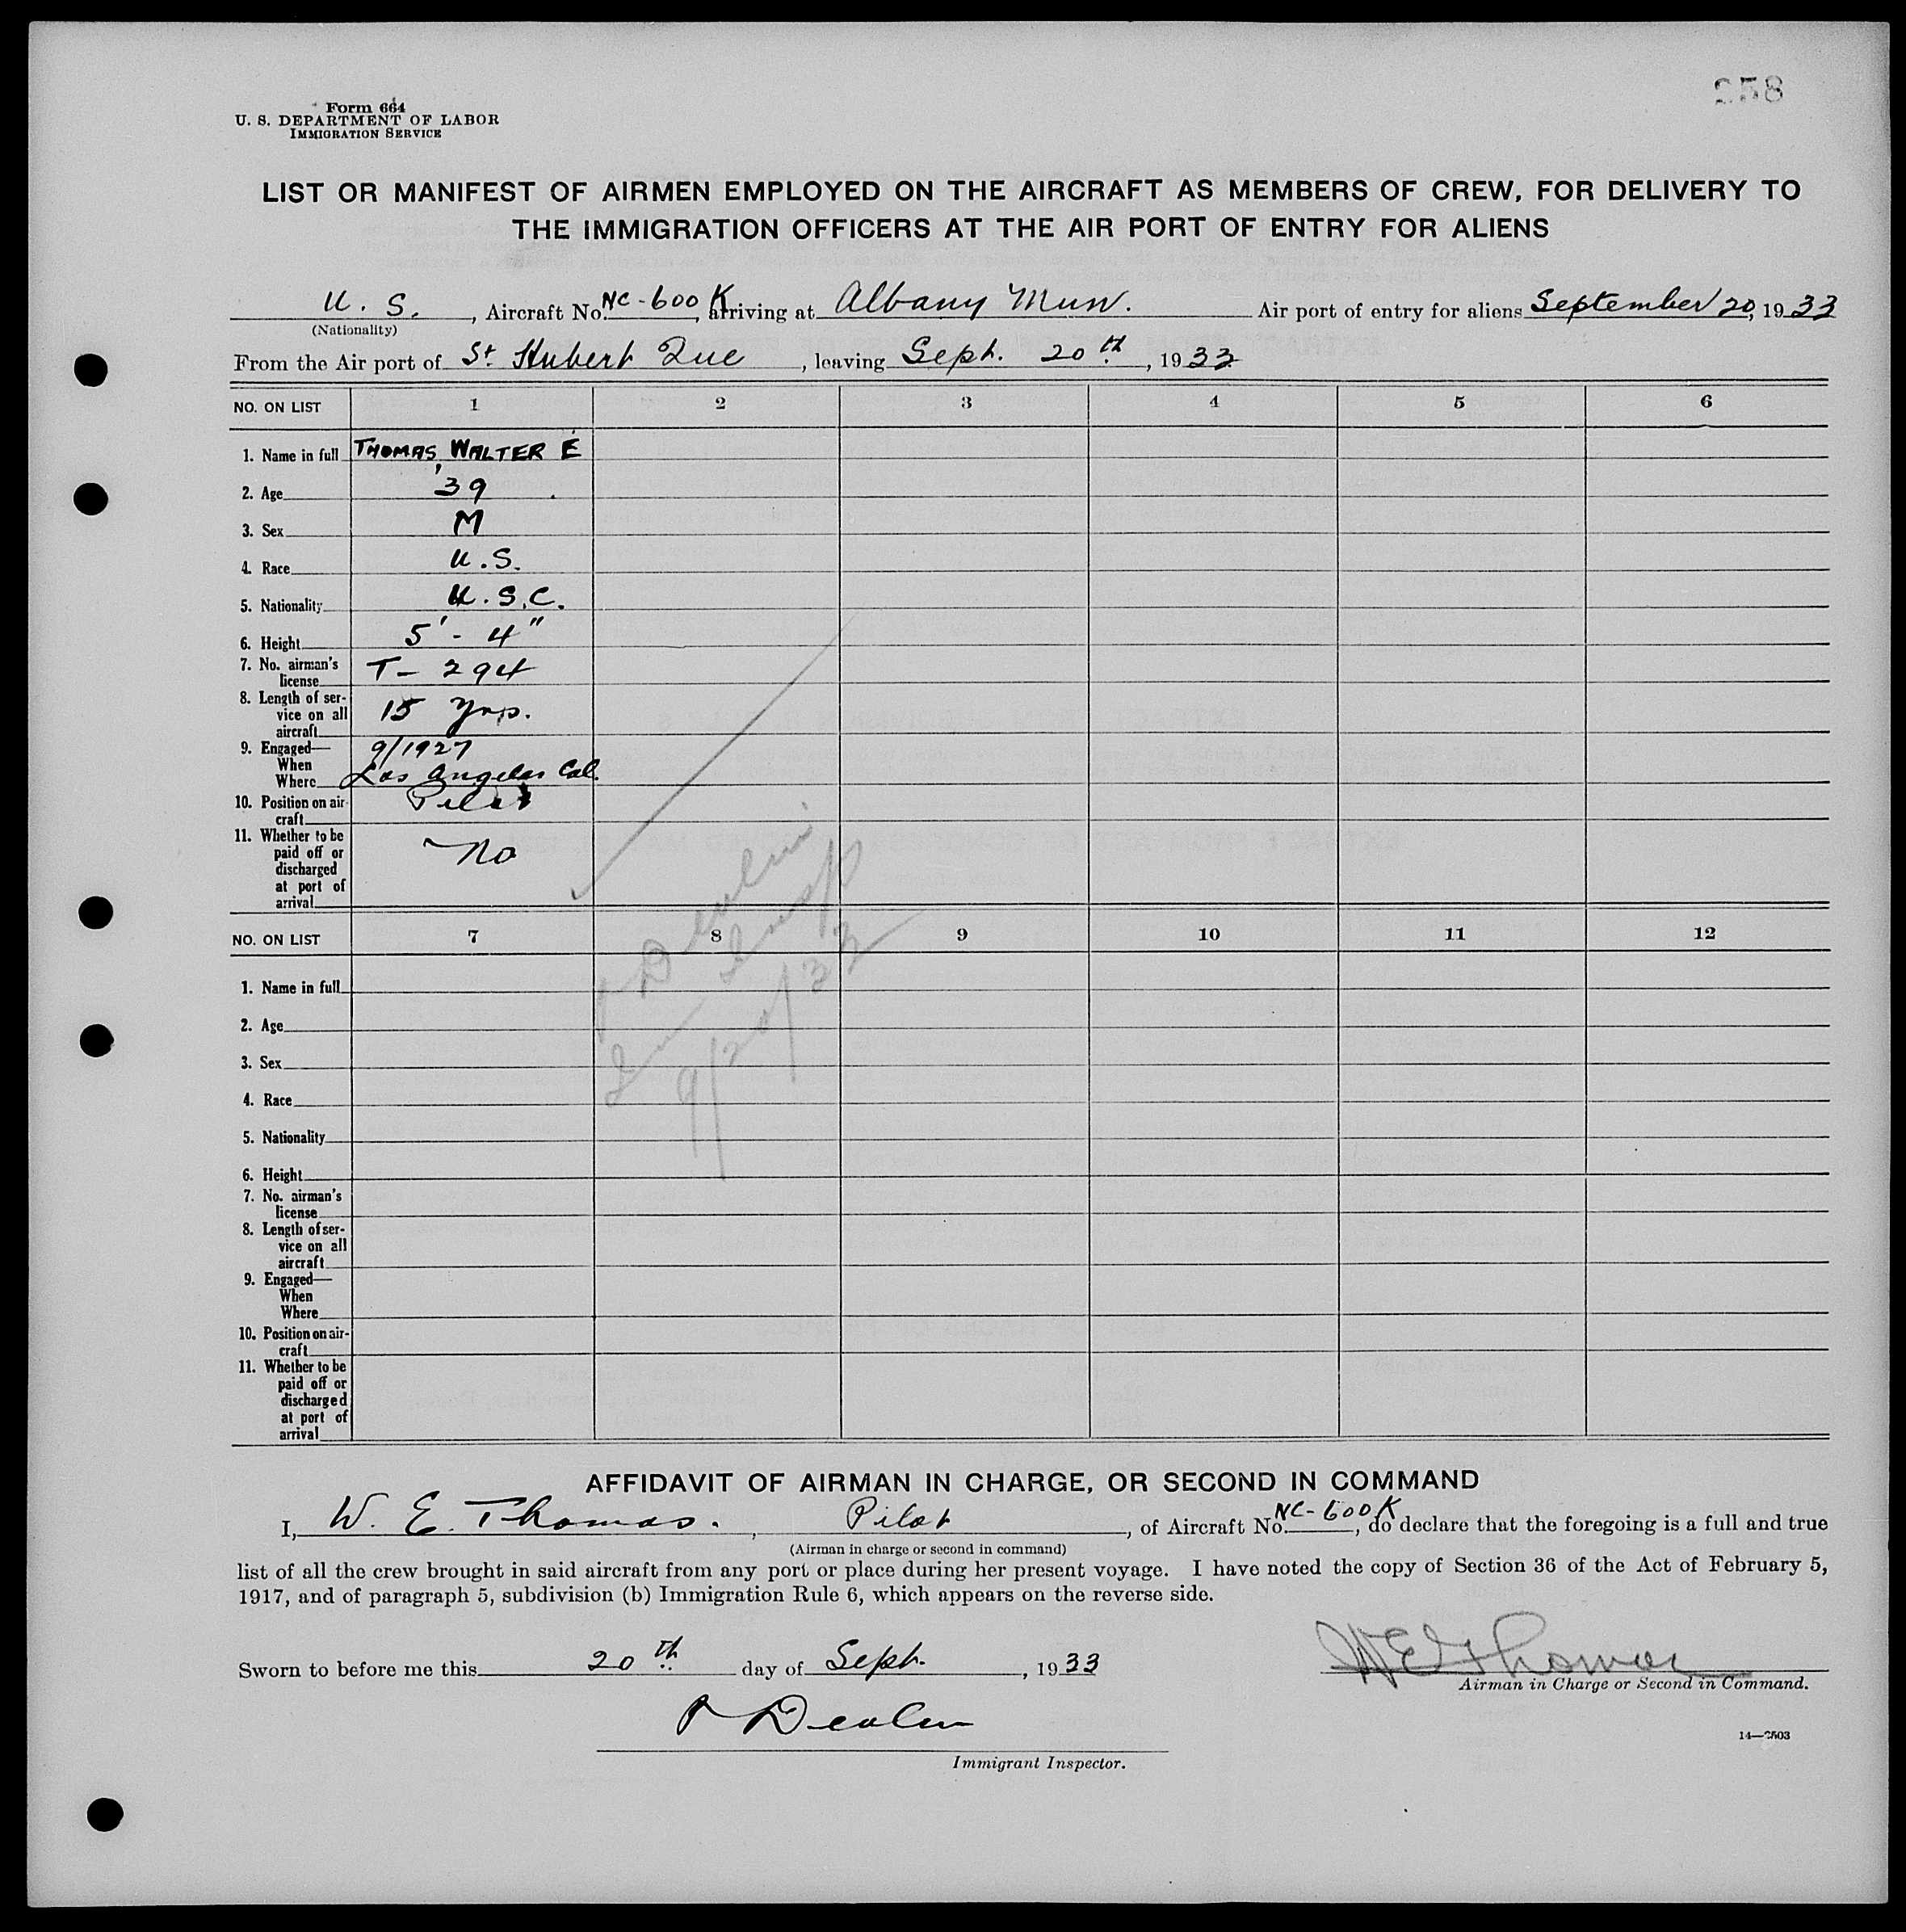 258
Form 664
U. S. DEPARTMENT OF LABOR
IMMIGRATION SERVICE
LIST OR MANIFEST OF AIRMEN EMPLOYED ON THE AIRCRAFT AS MEMBERS OF CREW, FOR DELIVERY TO
THE IMMIGRATION OFFICERS AT THE AIR PORT OF ENTRY FOR ALIENS
U. S., Aircraft No. NC-600K, arriving at Albany Mun. Air port of entry for aliens September 20, 1933
(Nationality)
From the Air port of St. Hubert Que, leaving Sept. 20th, 1933
NO. ON LIST 1 2 3 4 5 6
1. Name in full THOMAS, WALTER E
2. Age 39
3. Sex M
4. Race U.S.
5. Nationality U.S.C.
6. Height 5' - 4"
7. No. airman's
license T- 294
8. Length of ser-
vice on all
aircraft 15 yrs.
9. Engaged—
When 9/1927
Where Los Angeles Cal.
10. Position on air-
craft Pilot
11. Whether to be
paid off or
discharged
at port of
arrival No
Insp
9/20/33
NO. ON LIST 7 8 9 10 11 12
1. Name in full
2. Age
3. Sex
4. Race
5. Nationality
6. Height
7. No. airman's
license
8. Length of ser-
vice on all
aircraft
9. Engaged—
When
Where
10. Position on air-
craft
11. Whether to be
paid off or
discharged
at port of
arrival
AFFIDAVIT OF AIRMAN IN CHARGE, OR SECOND IN COMMAND
I, W. E. Thomas., Pilot, of Aircraft No. NC-600K, do declare that the foregoing is a full and true
(Airman in charge or second in command)
list of all the crew brought in said aircraft from any port or place during her present voyage. I have noted the copy of Section 36 of the Act of February 5,
1917, and of paragraph 5, subdivision (b) Immigration Rule 6, which appears on the reverse side.
Sworn to before me this 20th day of Sept., 1933
W E Thomas
Airman in Charge or Second in Command.
Immigrant Inspector.
14—2503